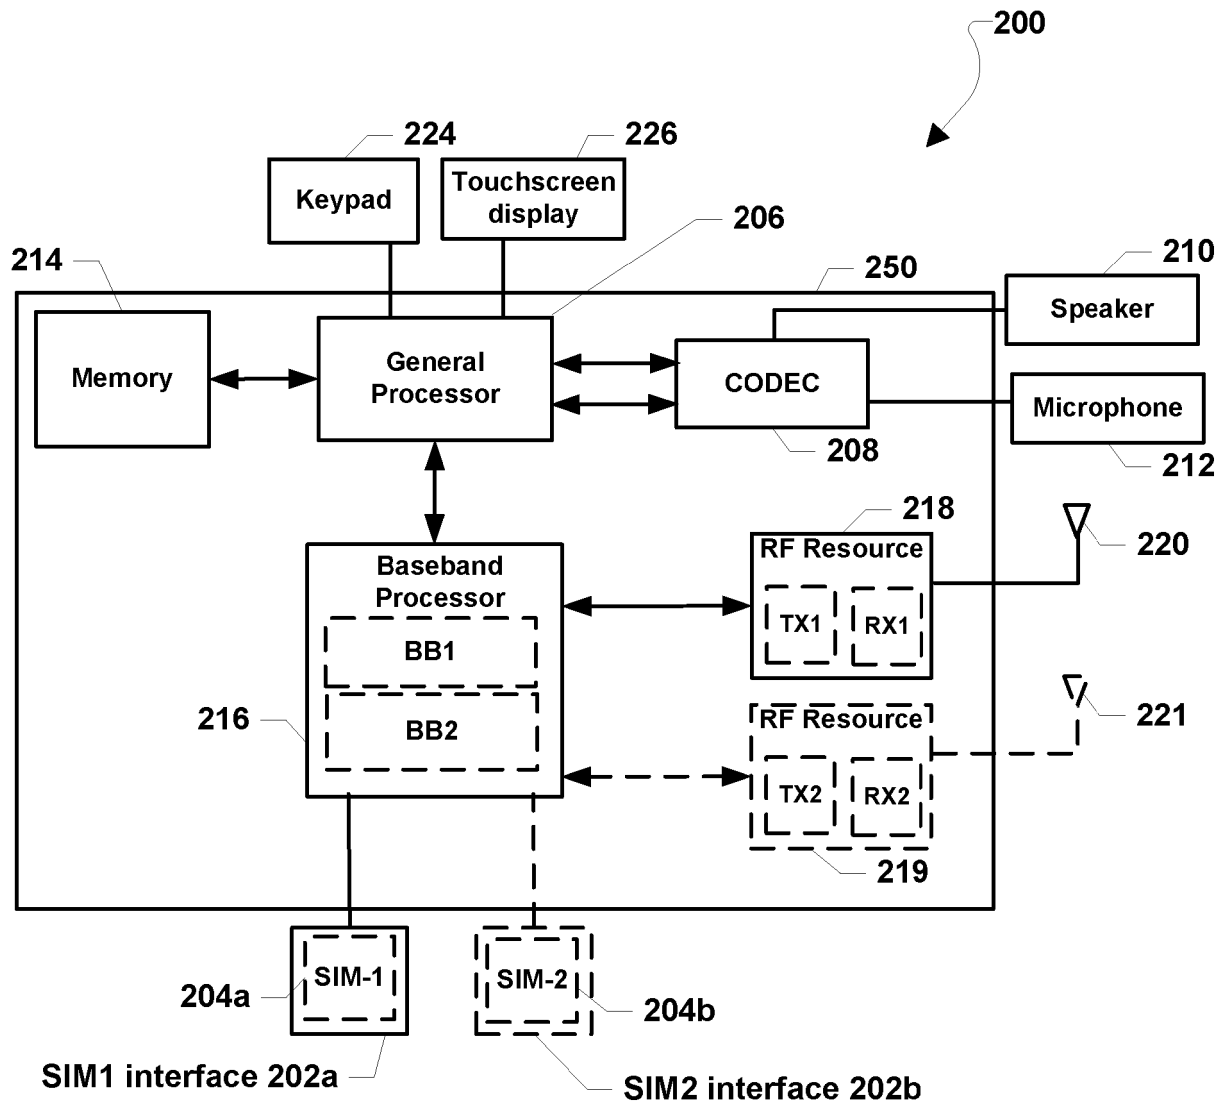 200
224
226
Keypad
Touchscreen
display
206
214
250
210
Speaker
Memory
General
Processor
CODEC
Microphone
208
212
218
220
Baseband
Processor
RF Resource
TX1
RX1
BB1
216
BB2
RF Resource
221
TX2
RX2
219
SIM-1
204a
SIM-2
204b
SIM1 interface 202a
SIM2 interface 202b